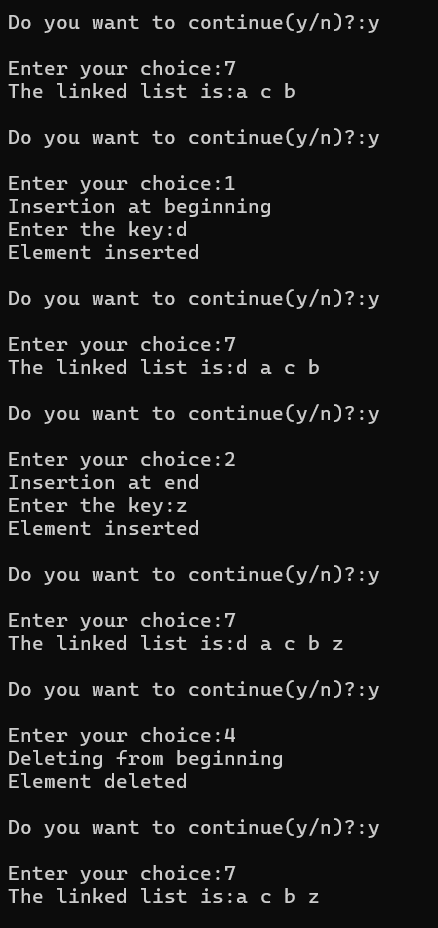 Do you want to continue(y/n)?:y
Enter your choice:7
The linked list is:a c b
Do you want to continue(y/n)?:y
Enter your choice:1
Insertion at beginning
Enter the key:d
Element inserted
Do you want to continue(y/n)?:y
Enter your choice:7
The linked list is:d a c b
Do you want to continue(y/n)?:y
Enter your choice:2
Insertion at end
Enter the key:z
Element inserted
Do you want to continue(y/n)?:y
Enter your choice:7
The linked list is:d a c b z
Do you want to continue(y/n)?:y
Enter your choice:4
Deleting from beginning
Element deleted
Do you want to continue(y/n)?:y
Enter your choice:7
The linked list is:a c b z